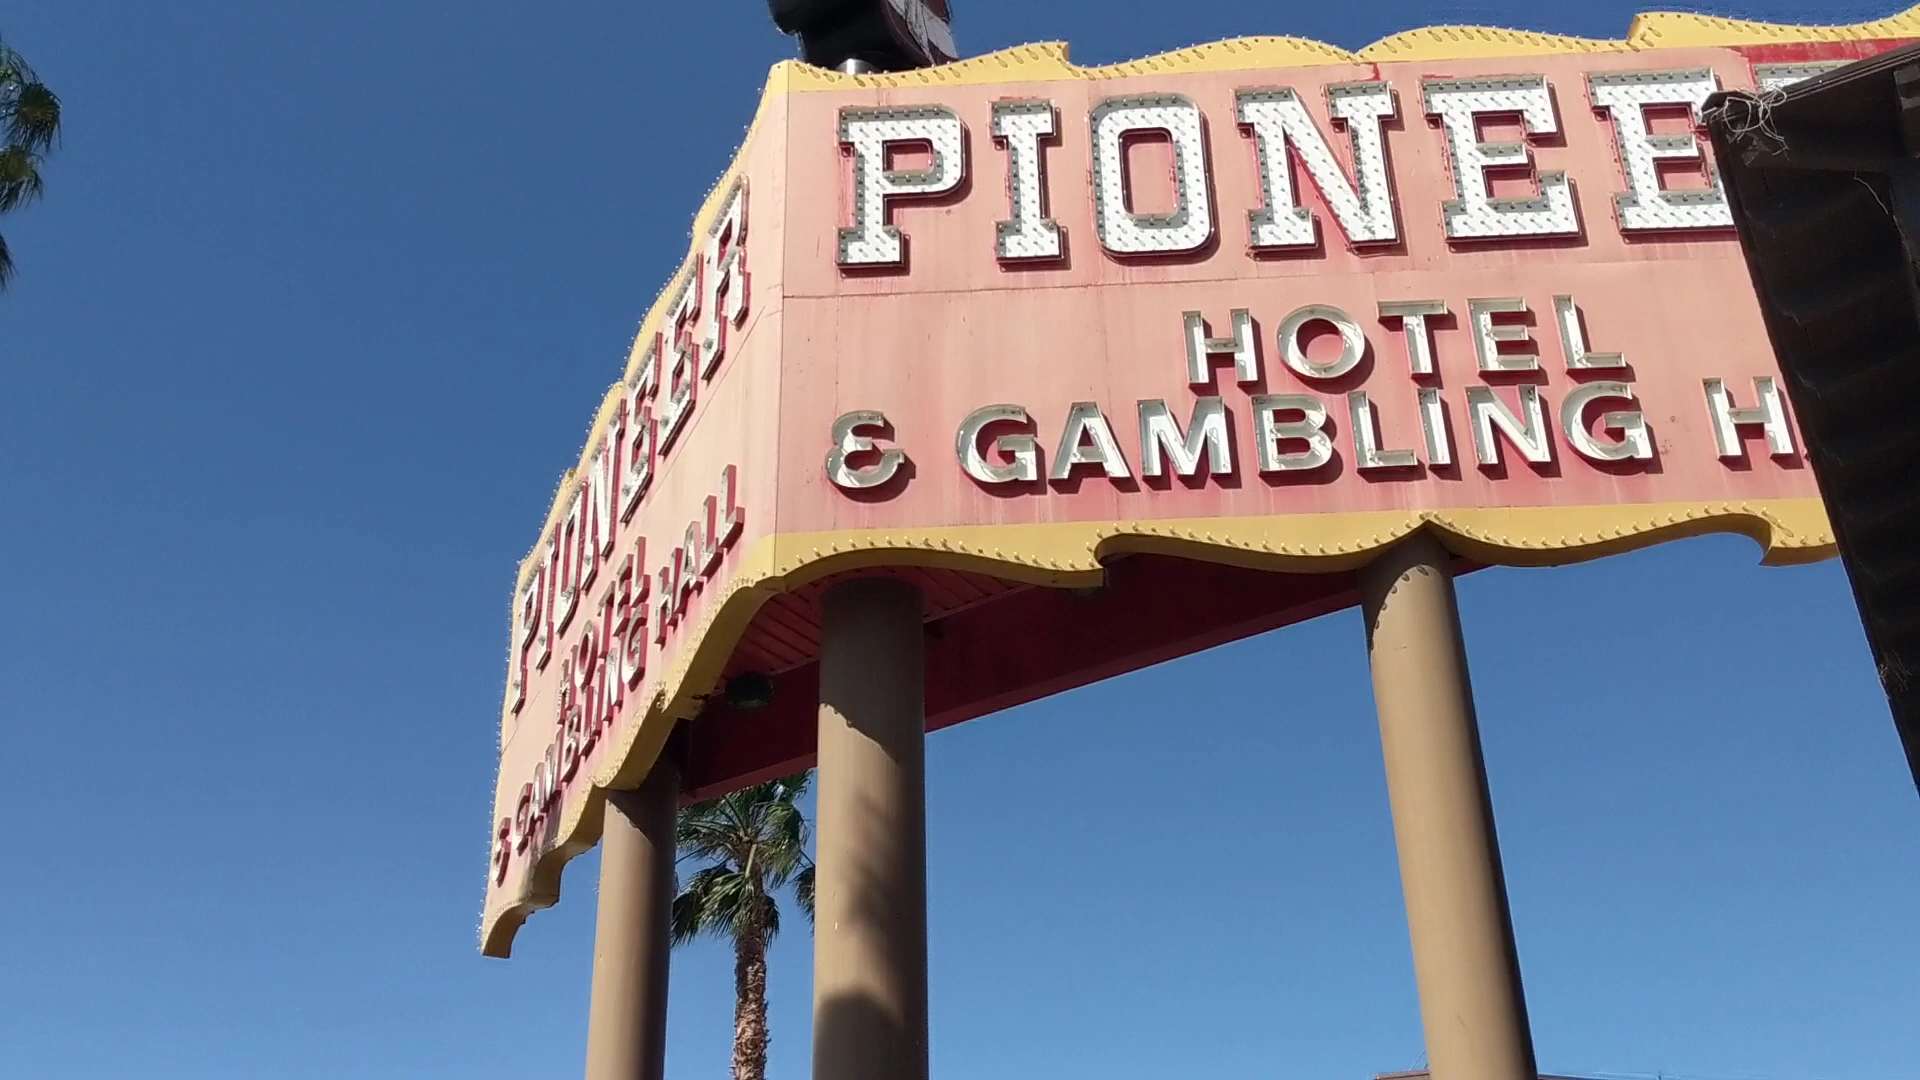 PIONEER
HOTEL
& GAMBLING HALL
PIONEE
HOTEL
& GAMBLING H